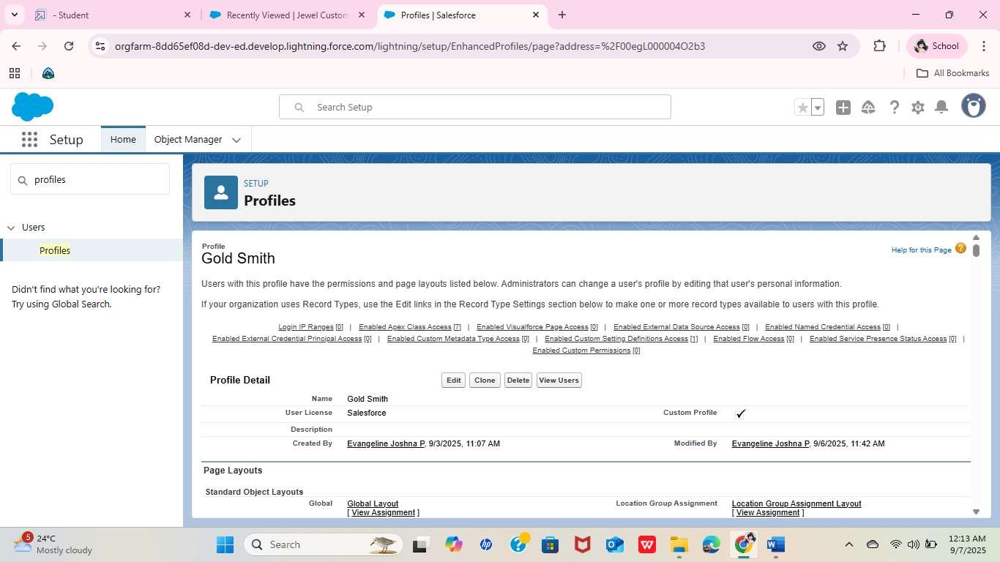 - Student
Recently Viewed | Jewel Custom
Profiles | Salesforce
orgfarm-8dd65ef08d-dev-ed.develop.lightning.force.com/lightning/setup/EnhancedProfiles/page?address=%2F00egL000004O2b3
School
All Bookmarks
Search Setup
Setup
Home
Object Manager
profiles
Users
Profiles
Didn't find what you're looking for?
Try using Global Search.
SETUP
Profiles
Profile
Gold Smith
Help for this Page ?
Users with this profile have the permissions and page layouts listed below. Administrators can change a user's profile by editing that user's personal information.
If your organization uses Record Types, use the Edit links in the Record Type Settings section below to make one or more record types available to users with this profile.
Login IP Ranges [0] | Enabled Apex Class Access [7] | Enabled Visualforce Page Access [0] | Enabled External Data Source Access [0] | Enabled Named Credential Access [0] |
Enabled External Credential Principal Access [0] | Enabled Custom Metadata Type Access [0] | Enabled Custom Setting Definitions Access [1] | Enabled Flow Access [0] | Enabled Service Presence Status Access [0] |
Enabled Custom Permissions [0]
Profile Detail Edit Clone Delete View Users
Name Gold Smith
User License Salesforce Custom Profile ✓
Description
Created By Evangeline Joshna P, 9/3/2025, 11:07 AM Modified By Evangeline Joshna P, 9/6/2025, 11:42 AM
Page Layouts
Standard Object Layouts
Global Global Layout Location Group Assignment Location Group Assignment Layout
[ View Assignment ] [ View Assignment ]
5
24°C
Mostly cloudy
Search
12:13 AM
9/7/2025